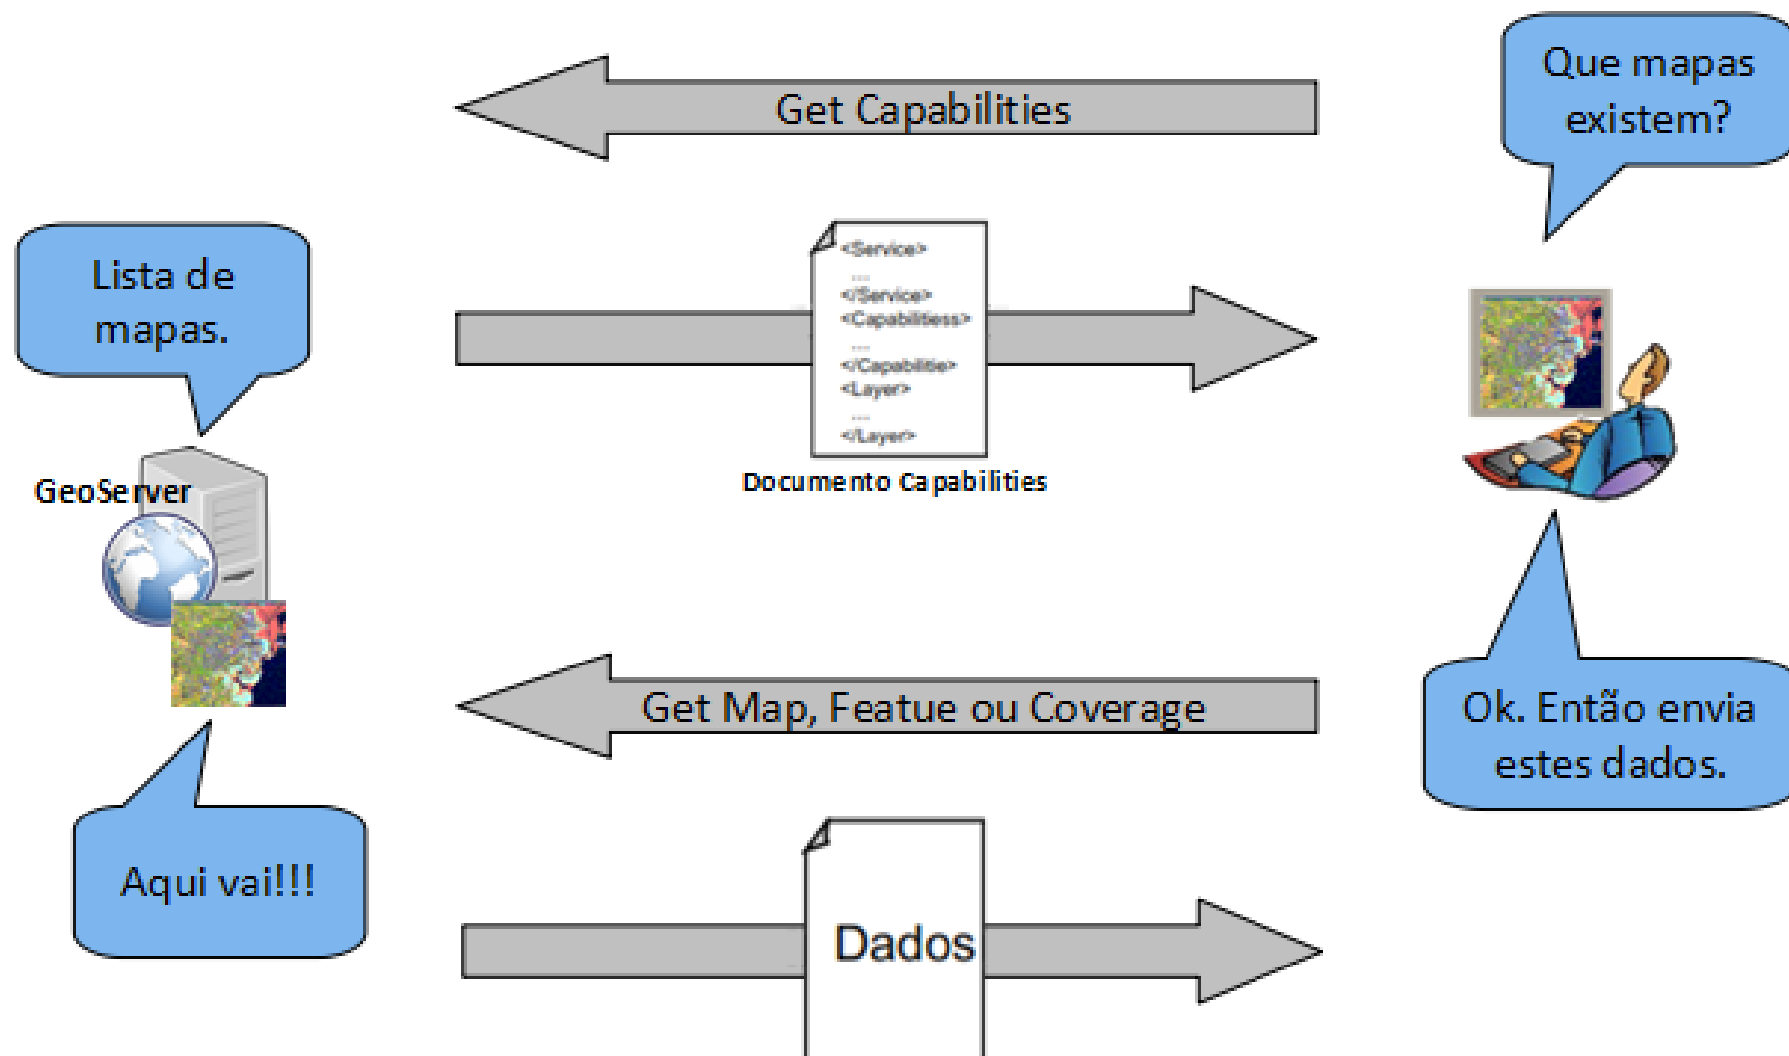 Que mapas
existem?
Get Capabilities
Lista de
mapas.
<Service>
...
</Service>
<Capabilitiess>
...
</Capabilitie>
<Layer>
...
</Layer>
Documento Capabilities
GeoServer
Get Map, Featue ou Coverage
Ok. Então envia
estes dados.
Aqui vai!!!
Dados